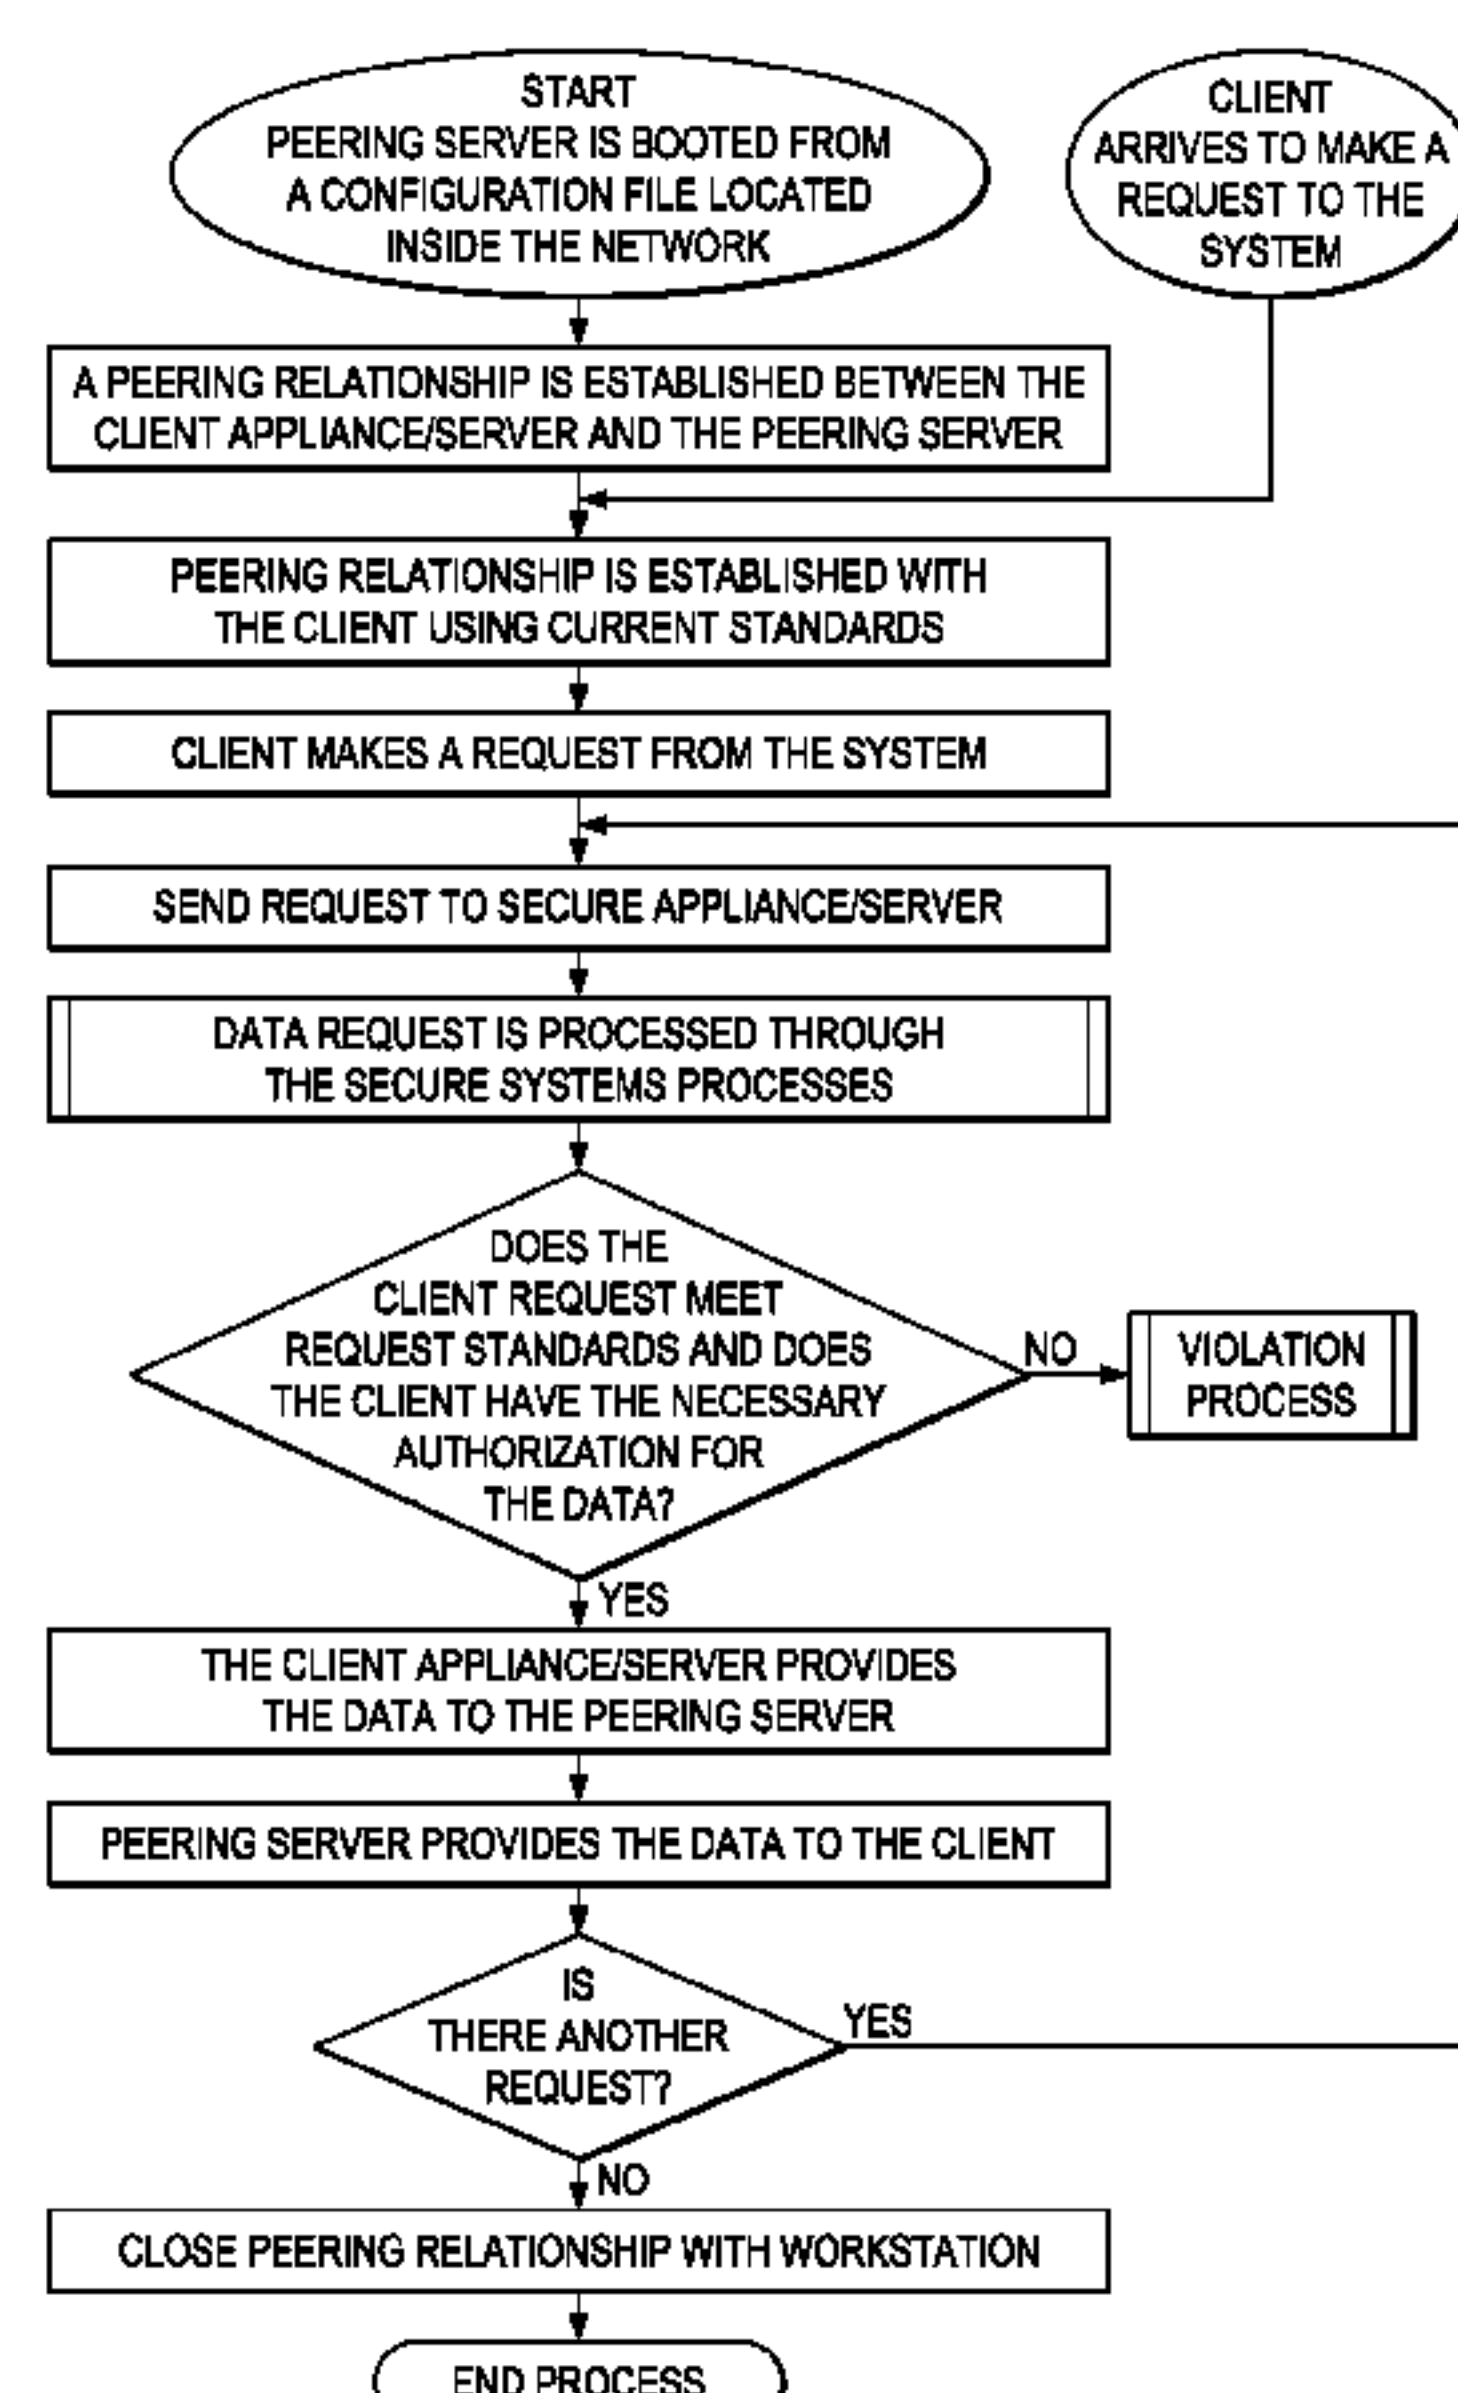 START
PEERING SERVER IS BOOTED FROM
A CONFIGURATION FILE LOCATED
INSIDE THE NETWORK
CLIENT
ARRIVES TO MAKE A
REQUEST TO THE
SYSTEM
A PEERING RELATIONSHIP IS ESTABLISHED BETWEEN THE
CLIENT APPLIANCE/SERVER AND THE PEERING SERVER
PEERING RELATIONSHIP IS ESTABLISHED WITH
THE CLIENT USING CURRENT STANDARDS
CLIENT MAKES A REQUEST FROM THE SYSTEM
SEND REQUEST TO SECURE APPLIANCE/SERVER
DATA REQUEST IS PROCESSED THROUGH
THE SECURE SYSTEMS PROCESSES
DOES THE
CLIENT REQUEST MEET
REQUEST STANDARDS AND DOES
THE CLIENT HAVE THE NECESSARY
AUTHORIZATION FOR
THE DATA?
NO
VIOLATION
PROCESS
YES
THE CLIENT APPLIANCE/SERVER PROVIDES
THE DATA TO THE PEERING SERVER
PEERING SERVER PROVIDES THE DATA TO THE CLIENT
IS
THERE ANOTHER
REQUEST?
YES
NO
CLOSE PEERING RELATIONSHIP WITH WORKSTATION
END PROCESS